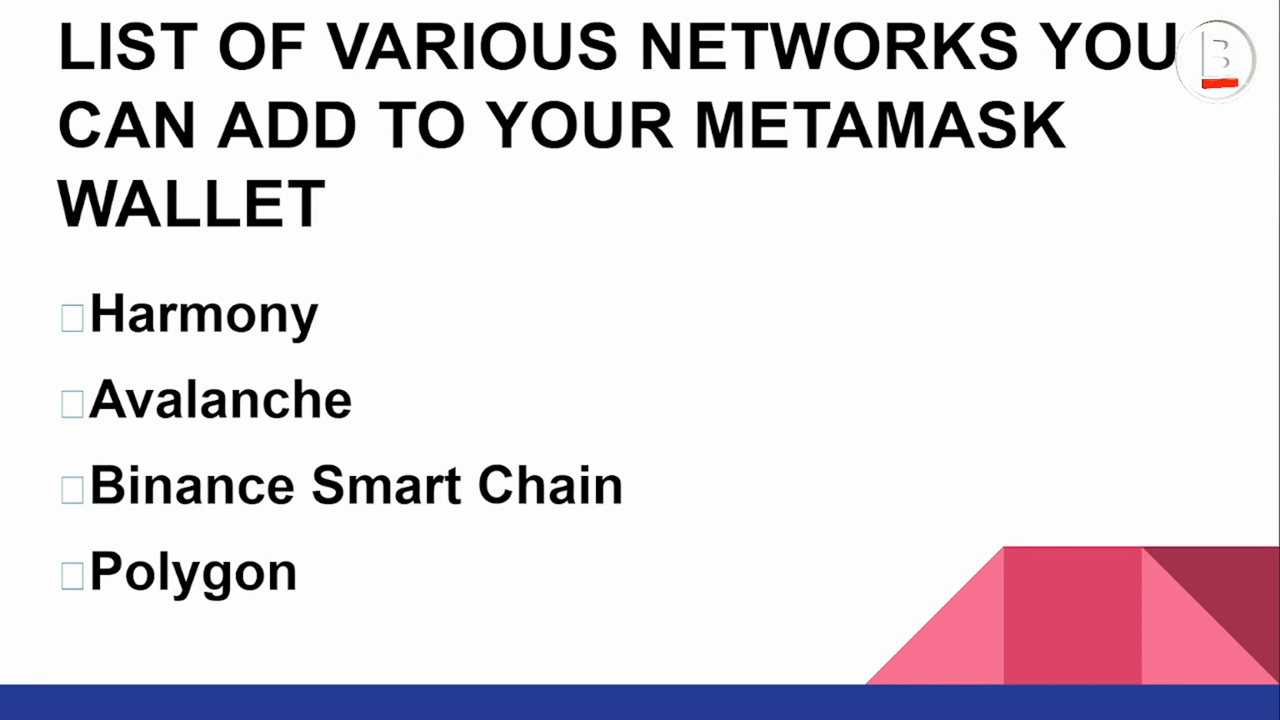 LIST OF VARIOUS NETWORKS YOU
CAN ADD TO YOUR METAMASK
WALLET
Harmony
Avalanche
Binance Smart Chain
Polygon
B